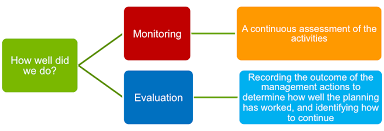 How well did
we do?
Monitoring
A continuous assessment of the
activities
Evaluation
Recording the outcome of the
management actions to
determine how well the planning
has worked, and identifying how
to continue